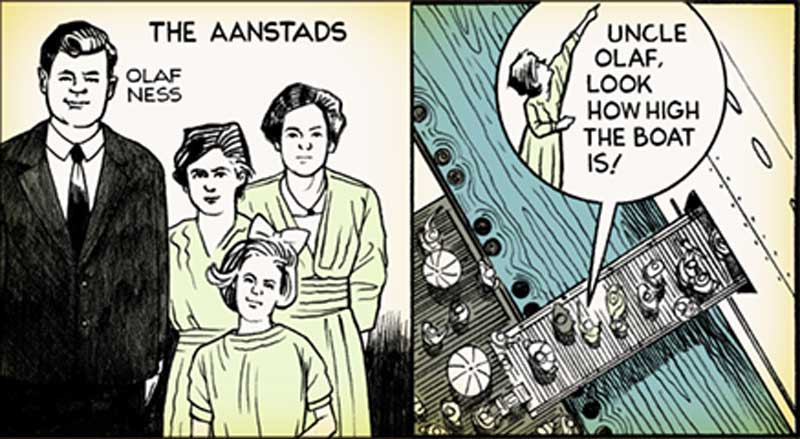 THE AANSTADS
OLAF
NESS
UNCLE
OLAF,
LOOK
HOW HIGH
THE BOAT
IS!